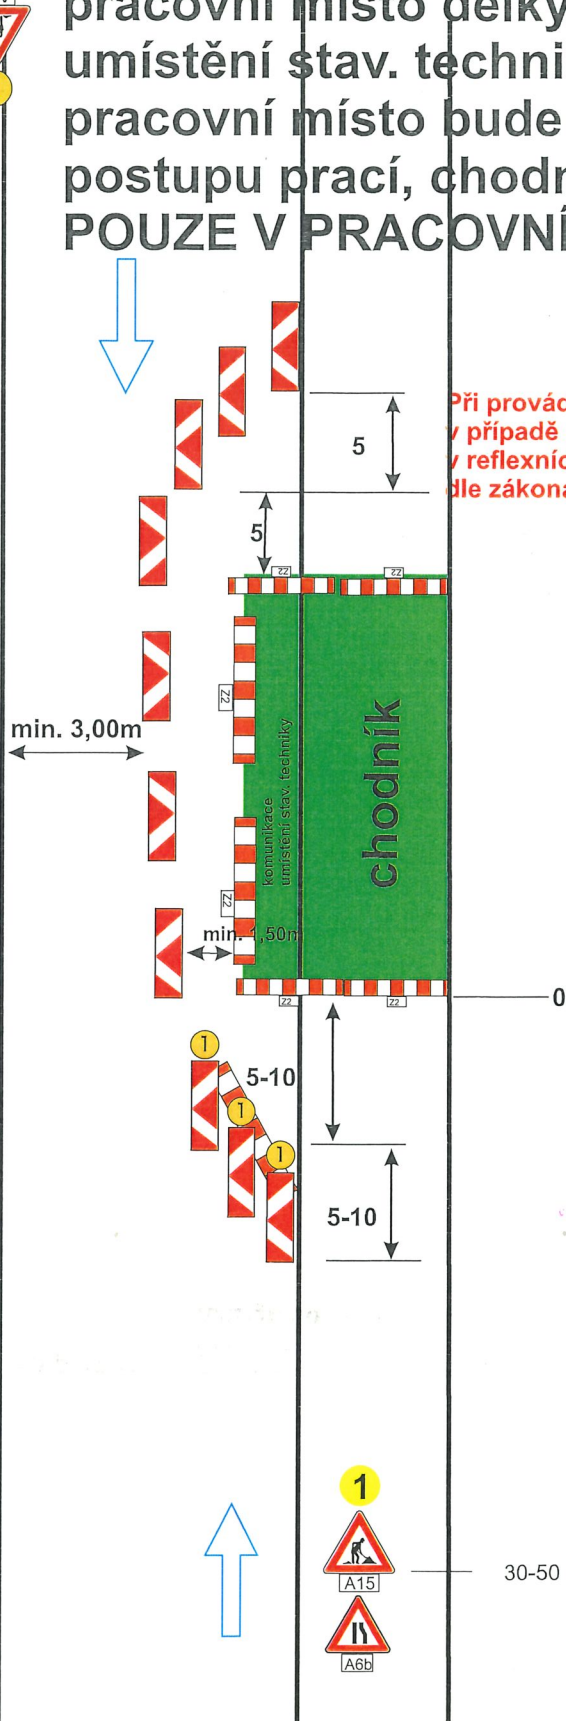 pracovní místo délky
umístění stav. techni
pracovní místo bude
postupu prací, chodn
POUZE V PRACOVNÍ
Při provád
v případě
v reflexníc
dle zákona
5
5
Z2
Z2
Z2
min. 3,00m
komunikace
umístění stav. techniky
chodník
Z2
min. 1,50m
Z2
Z2
0
1
5-10
1
1
5-10
1
A15
30-50
A6b